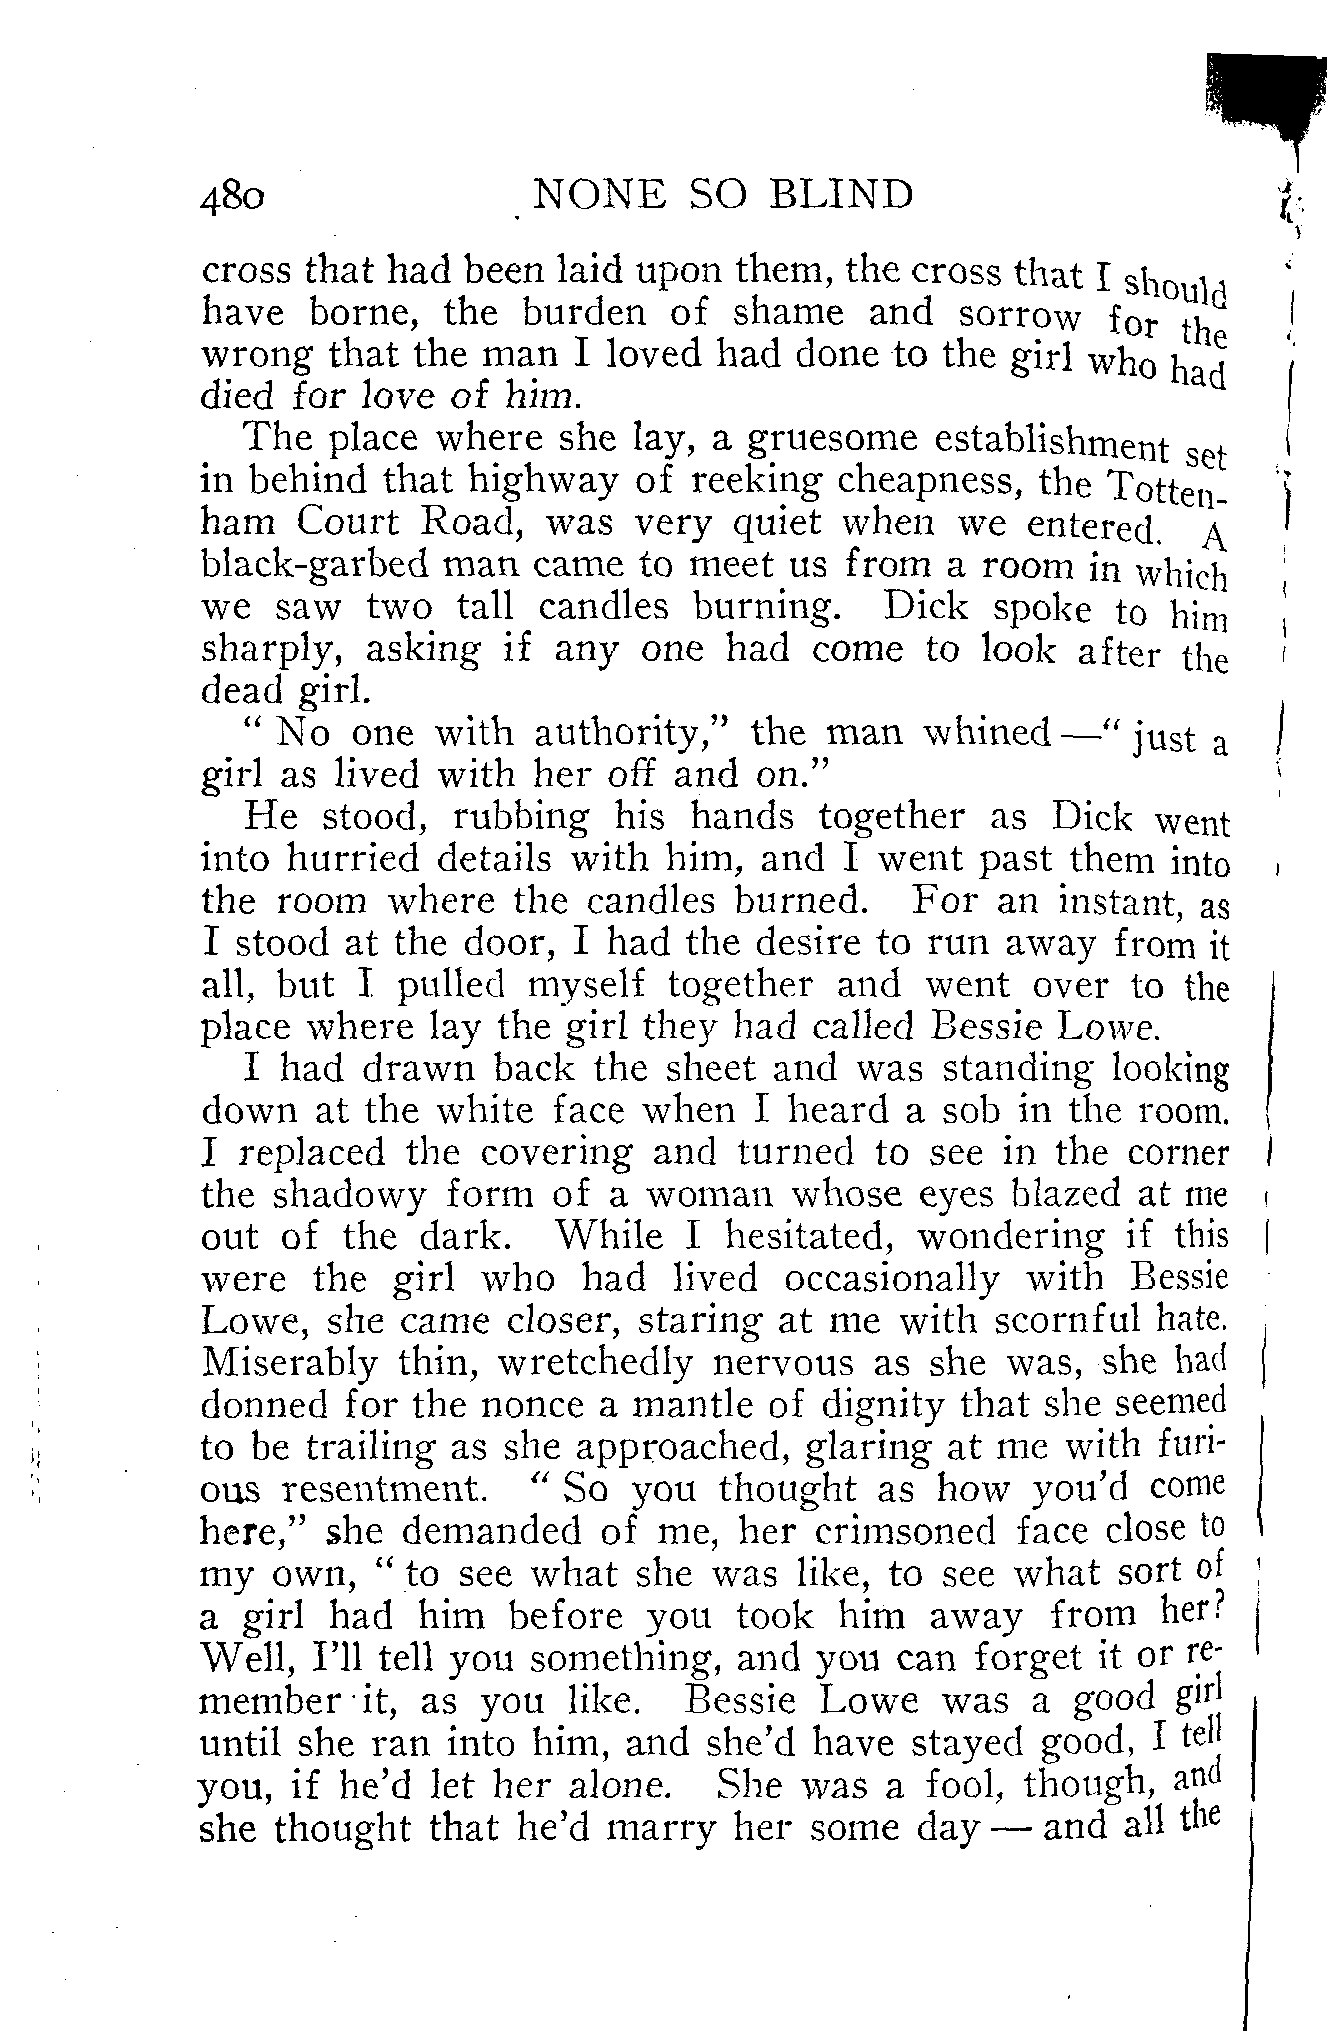 480 NONE SO BLIND
cross that had been laid upon them, the cross that I should
have borne, the burden of shame and sorrow for the
wrong that the man I loved had done to the girl who had
died for love of him.
The place where she lay, a gruesome establishment set
in behind that highway of reeking cheapness, the Totten-
ham Court Road, was very quiet when we entered. A
black-garbed man came to meet us from a room in which
we saw two tall candles burning. Dick spoke to him
sharply, asking if any one had come to look after the
dead girl.
" No one with authority," the man whined —" just a
girl as lived with her off and on."
He stood, rubbing his hands together as Dick went
into hurried details with him, and I went past them into
the room where the candles burned. For an instant, as
I stood at the door, I had the desire to run away from it
all, but I pulled myself together and went over to the
place where lay the girl they had called Bessie Lowe.
I had drawn back the sheet and was standing looking
down at the white face when I heard a sob in the room.
I replaced the covering and turned to see in the corner
the shadowy form of a woman whose eyes blazed at me
out of the dark. While I hesitated, wondering if this
were the girl who had lived occasionally with Bessie
Lowe, she came closer, staring at me with scornful hate.
Miserably thin, wretchedly nervous as she was, she had
donned for the nonce a mantle of dignity that she seemed
to be trailing as she approached, glaring at me with furi-
ous resentment. " So you thought as how you'd come
here," she demanded of me, her crimsoned face close to
my own, " to see what she was like, to see what sort of
a girl had him before you took him away from her?
Well, I'll tell you something, and you can forget it or re-
member it, as you like. Bessie Lowe was a good girl
until she ran into him, and she'd have stayed good, I tell
you, if he'd let her alone. She was a fool, though, and
she thought that he'd marry her some day — and all the